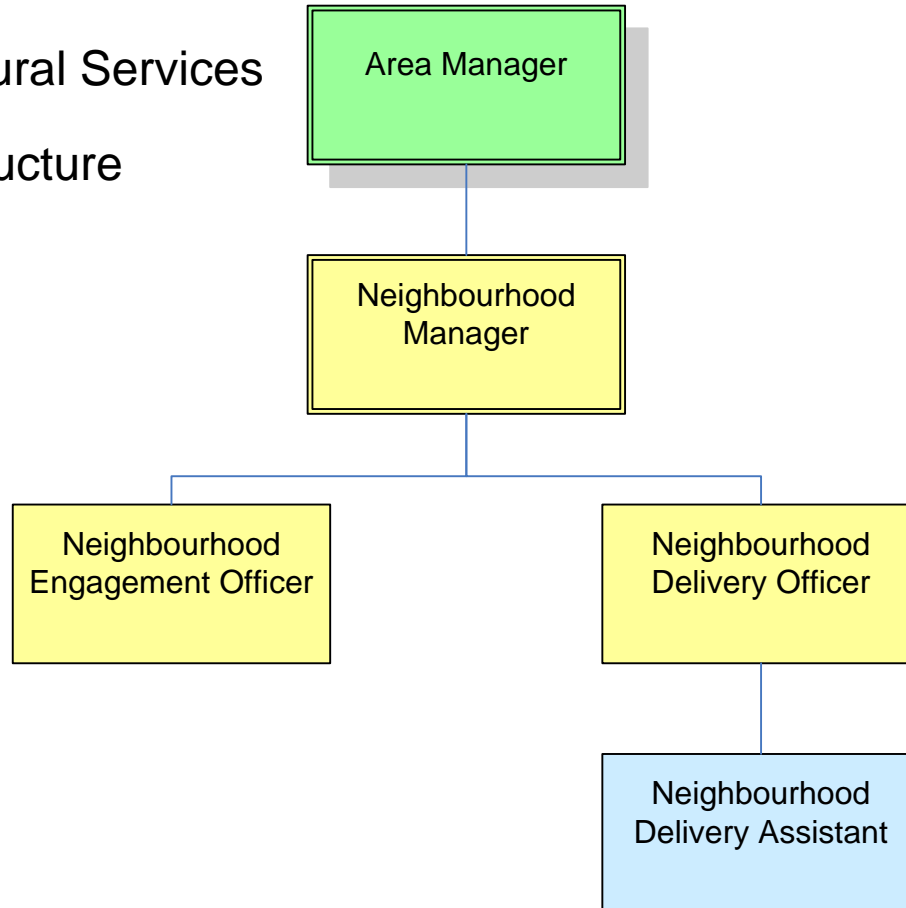 ural Services
ucture
Area Manager
Neighbourhood
Manager
Neighbourhood
Engagement Officer
Neighbourhood
Delivery Officer
Neighbourhood
Delivery Assistant